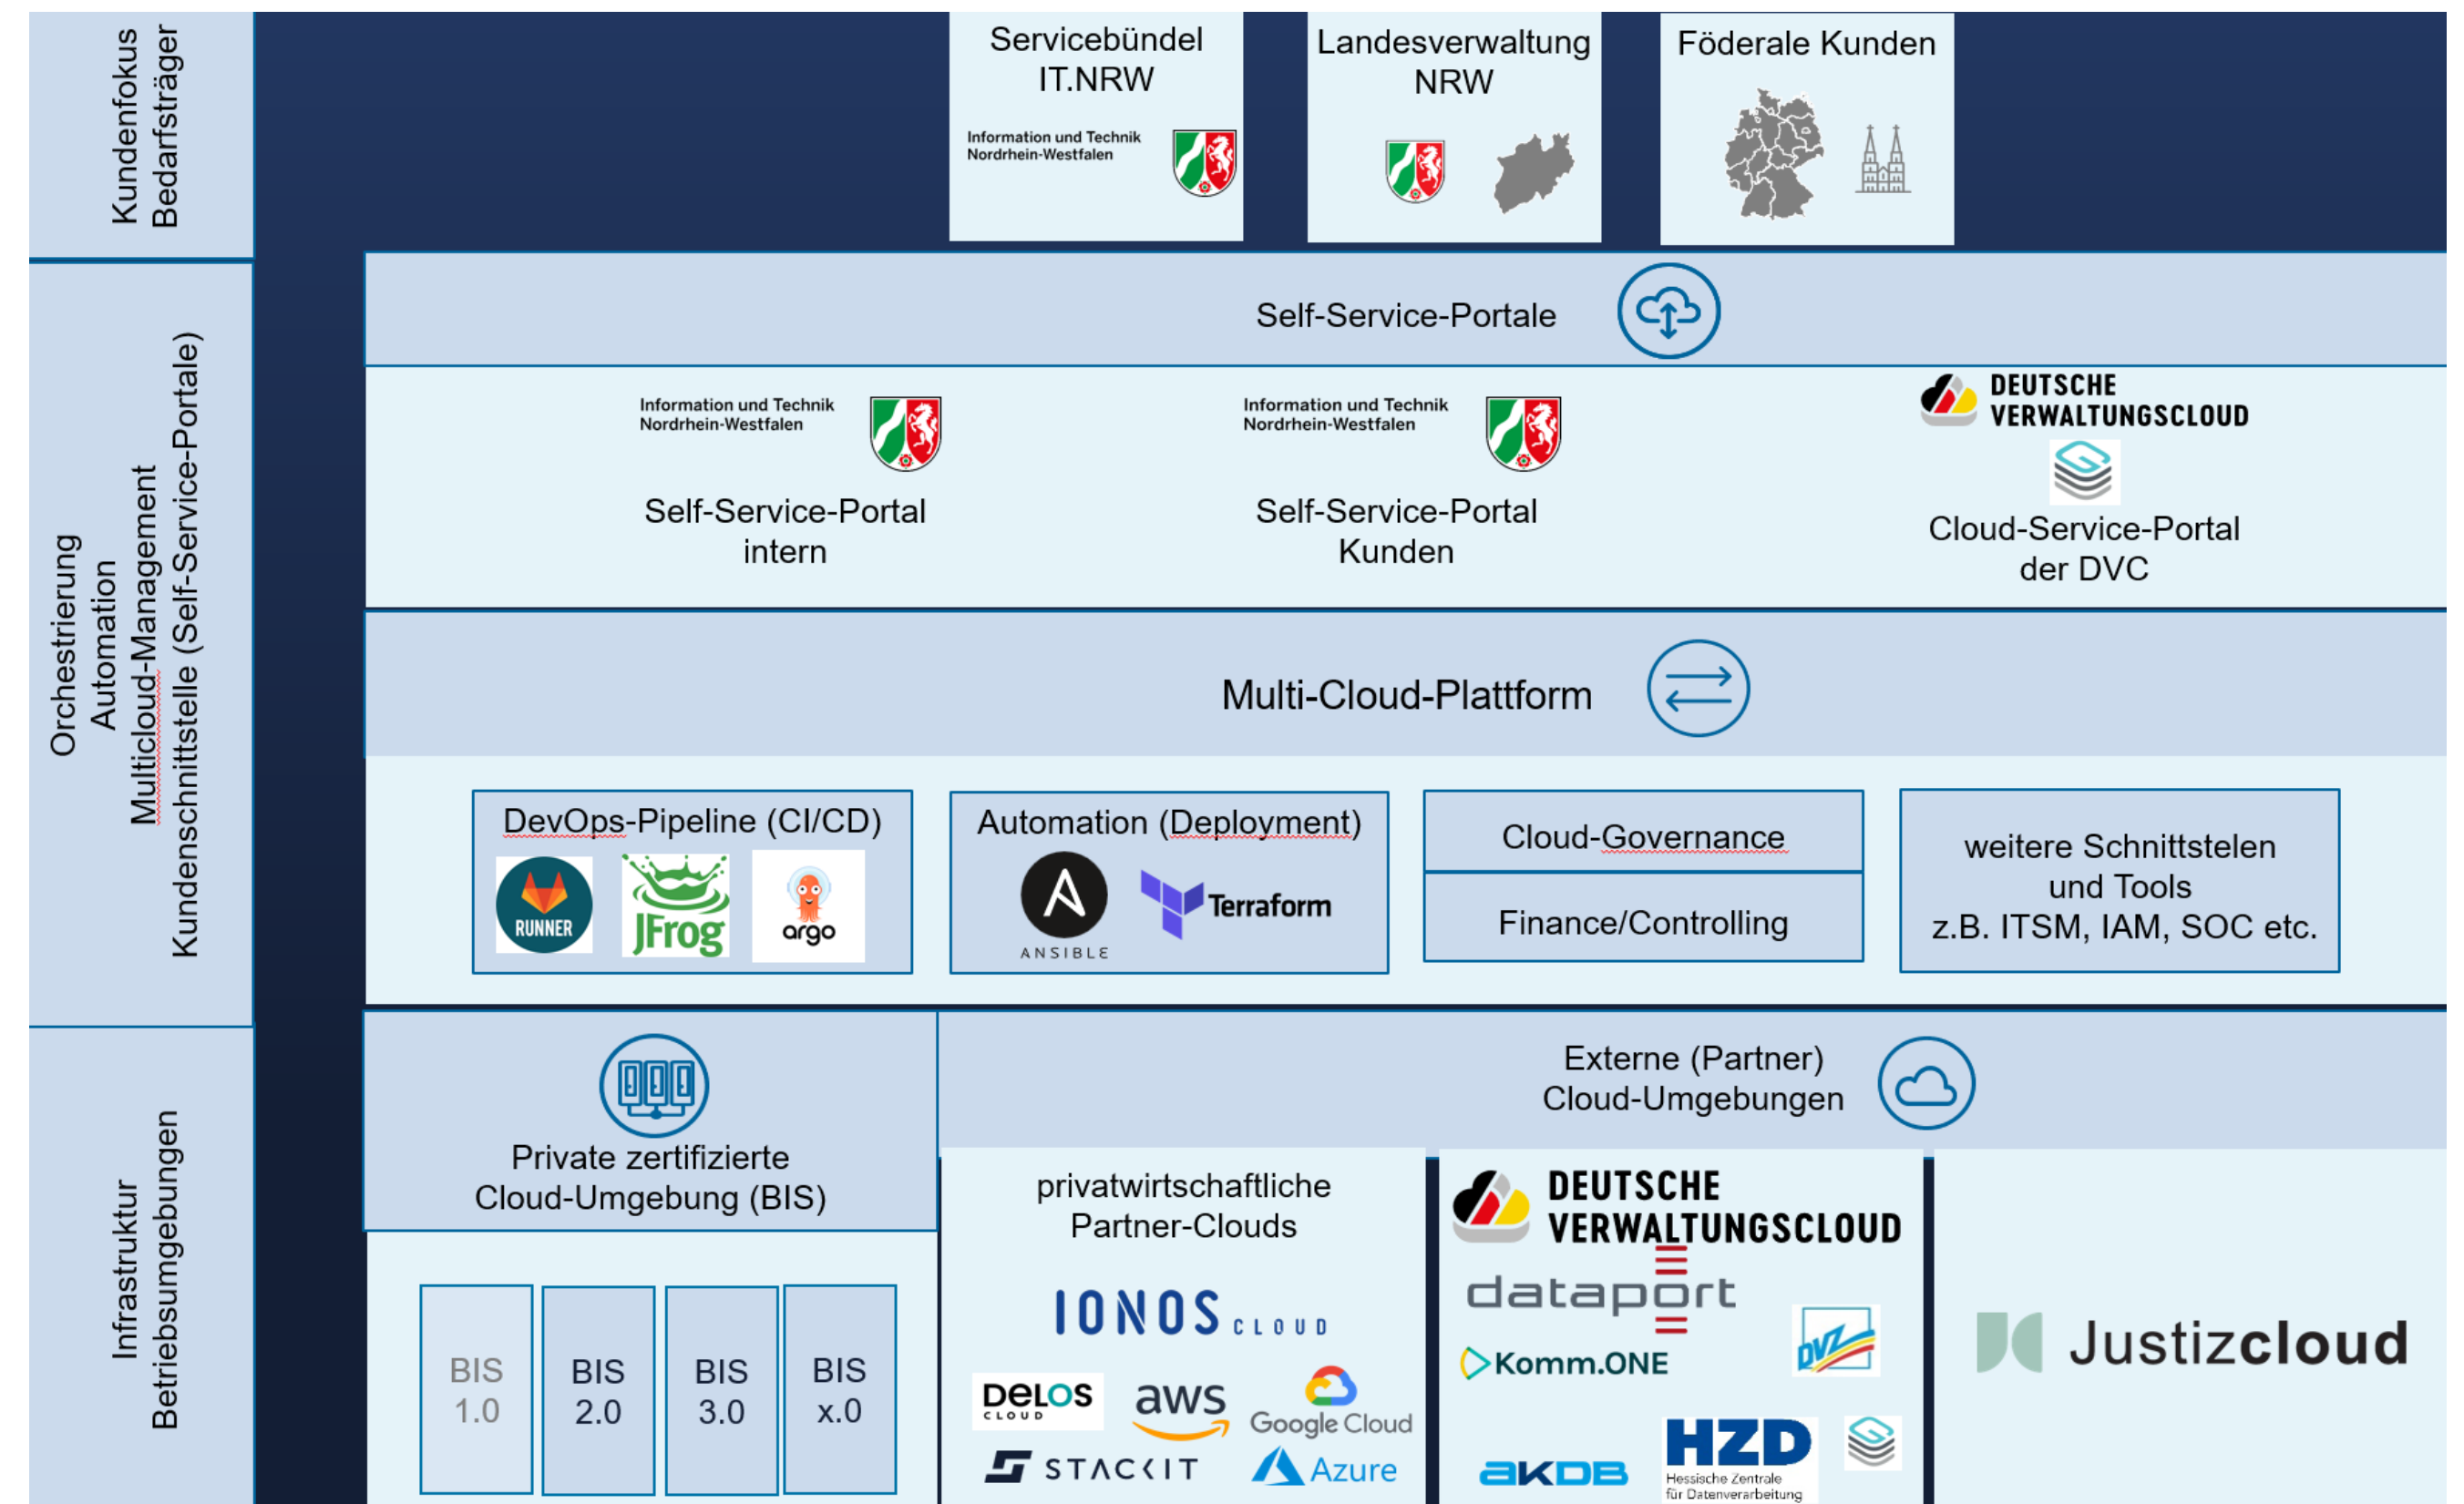 Kundenfokus
Bedarfsträger
Servicebündel
IT.NRW
Information und Technik
Nordrhein-Westfalen
Landesverwaltung
NRW
Föderale Kunden
Orchestrierung
Automation
Multicloud-Management
Kundenschnittstelle (Self-Service-Portale)
Self-Service-Portale
Information und Technik
Nordrhein-Westfalen
Self-Service-Portal
intern
Information und Technik
Nordrhein-Westfalen
Self-Service-Portal
Kunden
DEUTSCHE
VERWALTUNGSCLOUD
Cloud-Service-Portal
der DVC
Multi-Cloud-Plattform
DevOps-Pipeline (CI/CD)
RUNNER
JFrog
argo
Automation (Deployment)
A
ANSIBLE
Terraform
Cloud-Governance
Finance/Controlling
weitere Schnittstelen
und Tools
z.B. ITSM, IAM, SOC etc.
Infrastruktur
Betriebsumgebungen
Private zertifizierte
Cloud-Umgebung (BIS)
BIS
1.0
BIS
2.0
BIS
3.0
BIS
x.0
Externe (Partner)
Cloud-Umgebungen
privatwirtschaftliche
Partner-Clouds
IONOS CLOUD
DELOS
CLOUD
aws
Google Cloud
STACKIT
Azure
DEUTSCHE
VERWALTUNGSCLOUD
dataport
Komm.ONE
DVZ
AKDB
HZD
Hessische Zentrale
für Datenverarbeitung
Justizcloud